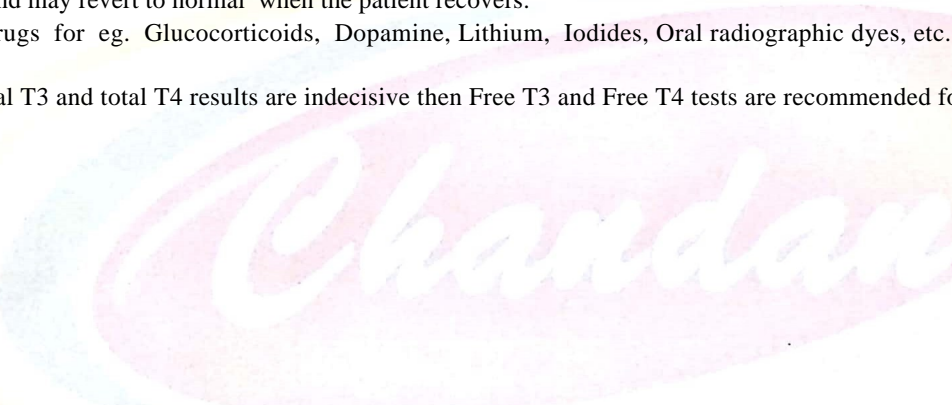 nd may revert to normal when the patient recovers.
rugs for eg. Glucocorticoids, Dopamine, Lithium, Iodides, Oral radiographic dyes, etc.
al T3 and total T4 results are indecisive then Free T3 and Free T4 tests are recommended fo
Chandan